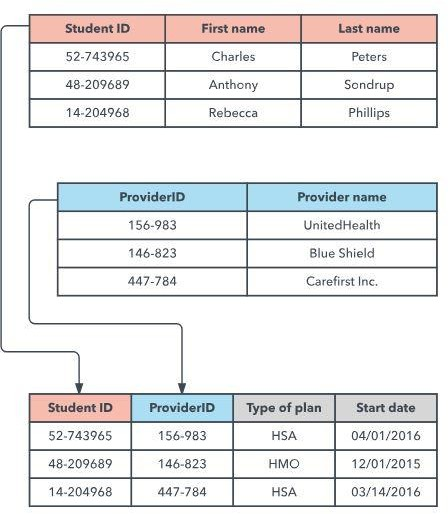 Student ID First name Last name
52-743965 Charles Peters
48-209689 Anthony Sondrup
14-204968 Rebecca Phillips
ProviderID Provider name
156-983 UnitedHealth
146-823 Blue Shield
447-784 Carefirst Inc.
Student ID ProviderID Type of plan Start date
52-743965 156-983 HSA 04/01/2016
48-209689 146-823 HMO 12/01/2015
14-204968 447-784 HSA 03/14/2016